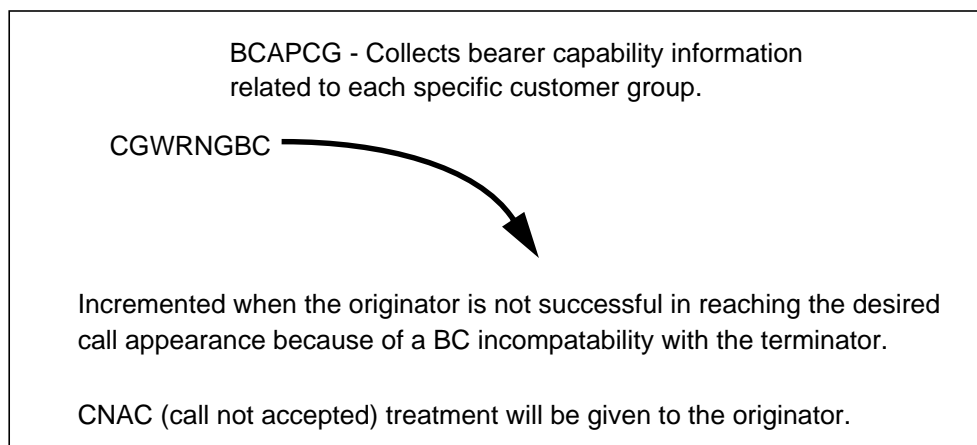 BCAPCG - Collects bearer capability information
related to each specific customer group.
CGWRNGBC
Incremented when the originator is not successful in reaching the desired
call appearance because of a BC incompatability with the terminator.
CNAC (call not accepted) treatment will be given to the originator.